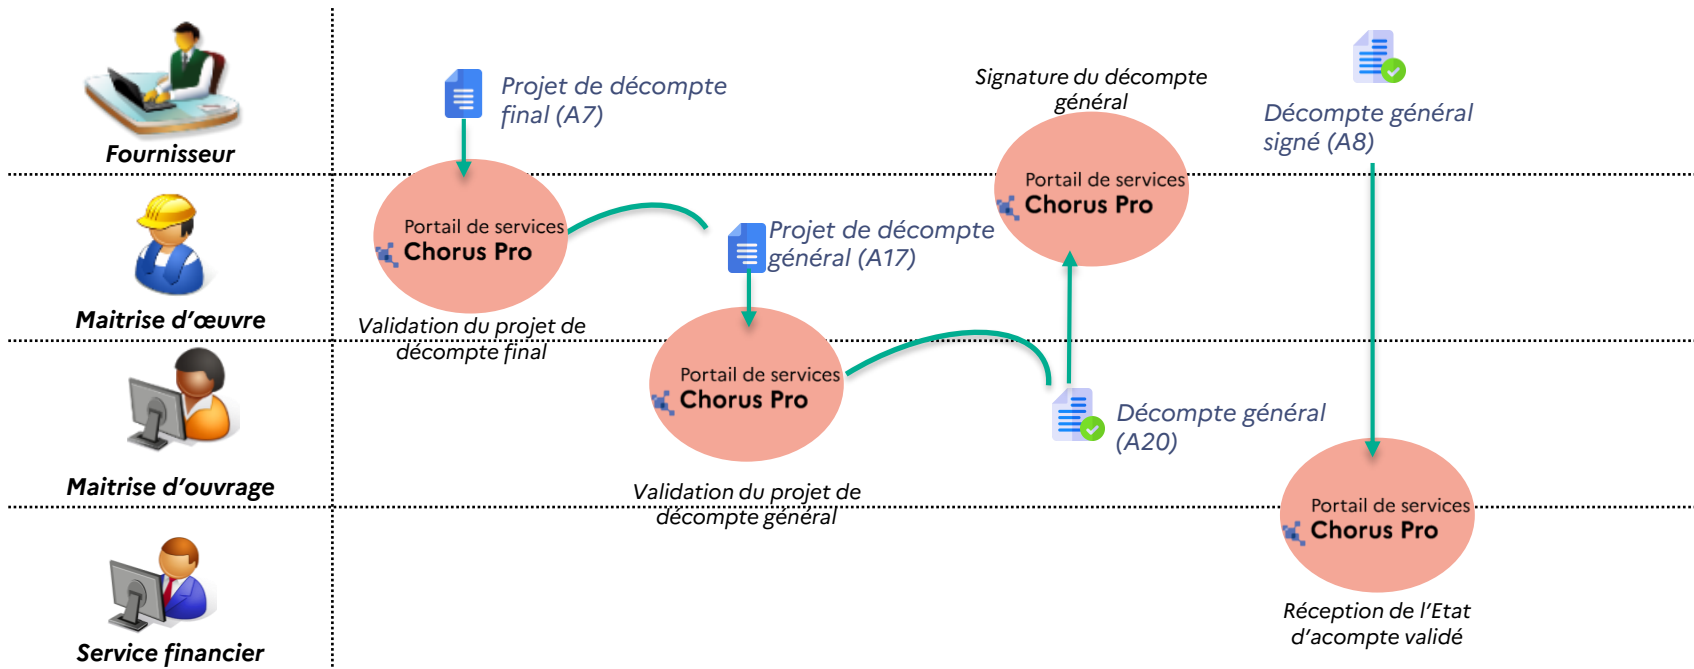 Fournisseur
Projet de décompte
final (A7)
Signature du décompte
général
Décompte général
signé (A8)
Maitrise d'œuvre
Portail de services
Chorus Pro
Validation du projet de
décompte final
Projet de décompte
général (A17)
Portail de services
Chorus Pro
Maitrise d'ouvrage
Portail de services
Chorus Pro
Validation du projet de
décompte général
Décompte général
(A20)
Service financier
Portail de services
Chorus Pro
Réception de l'Etat
d'acompte validé